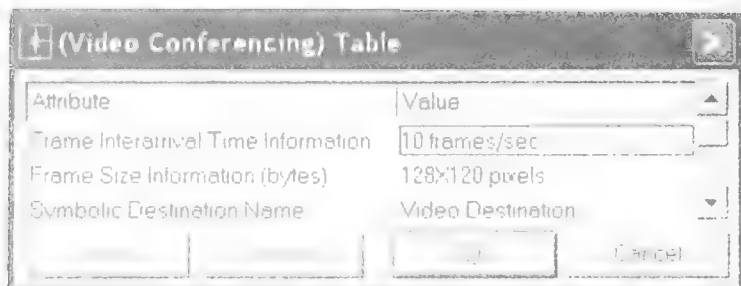 (Video Conferencing) Table
Attribute Value
Frame Interarrival Time Information 10 frames/sec
Frame Size Information (bytes) 128X120 pixels
Symbolic Destination Name Video Destination
Cancel